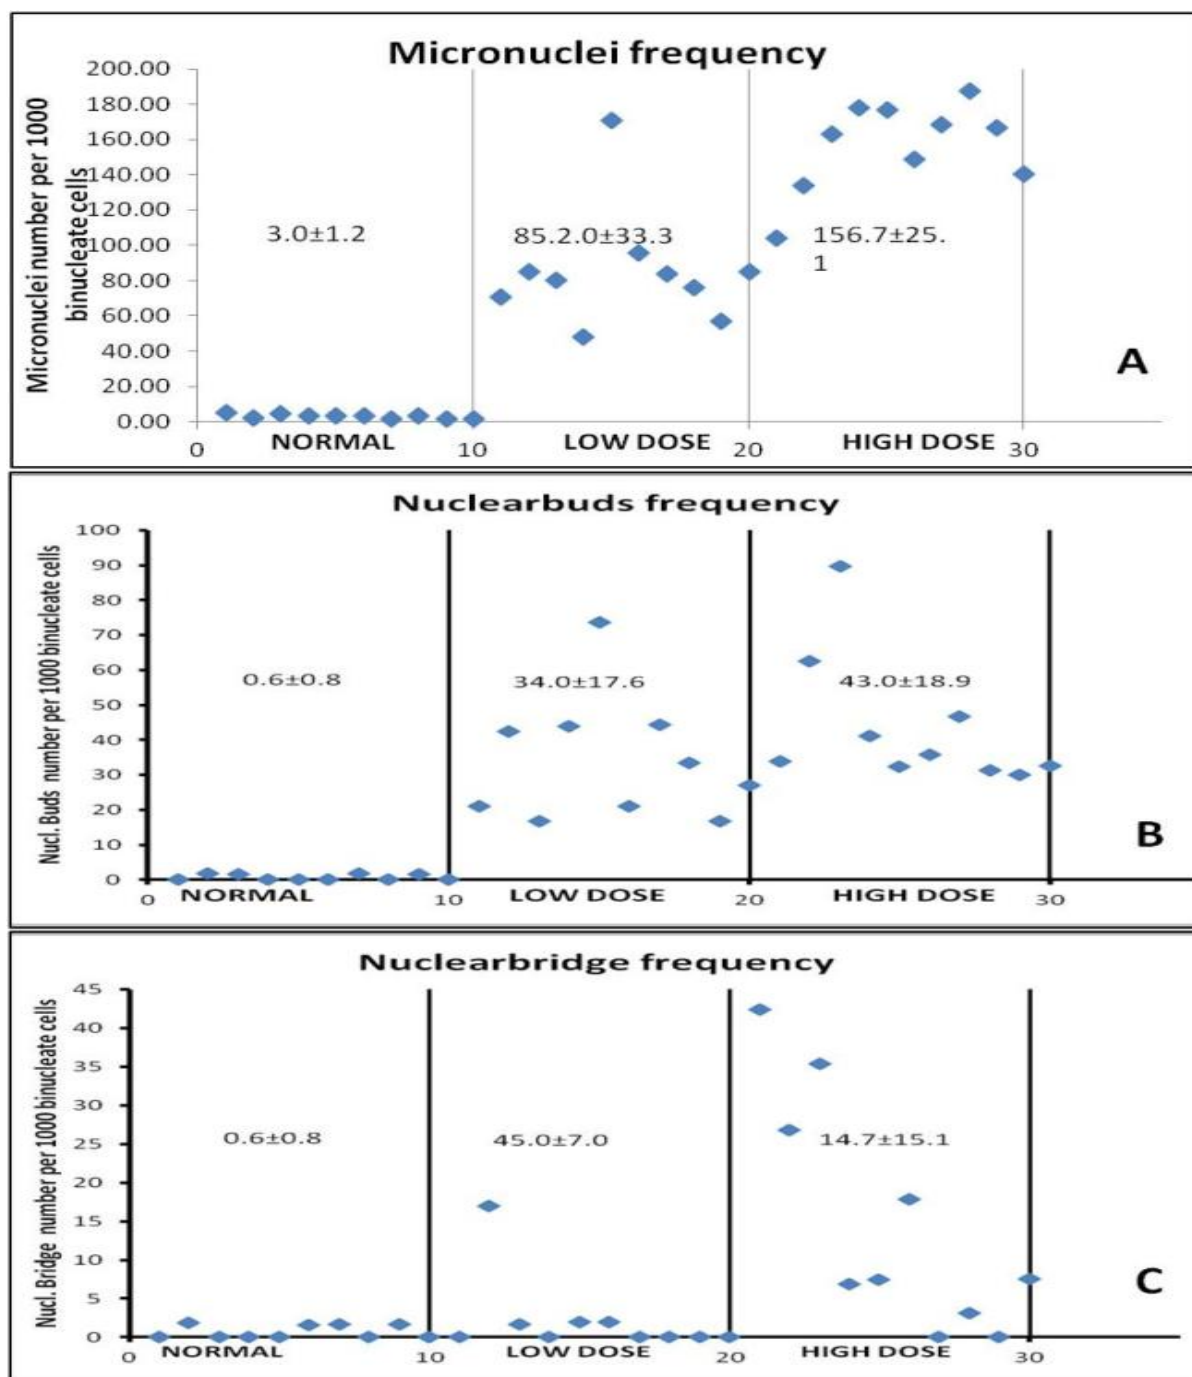 Micronuclei frequency
Micronuclei number per 1000
binucleate cells
200.00
180.00
160.00
140.00
120.00
100.00
80.00
60.00
40.00
20.00
0.00
3.0±1.2
85.2.0±33.3
156.7±25.
1
A
NORMAL
LOW DOSE
HIGH DOSE
0
10
20
30
Nuclearbuds frequency
Nucl. Buds number per 1000 binucleate cells
100
90
80
70
60
50
40
30
20
10
0
0.6±0.8
34.0±17.6
43.0±18.9
B
NORMAL
LOW DOSE
HIGH DOSE
0
10
20
30
Nuclearbridge frequency
Nucl. Bridge number per 1000 binucleate cells
45
40
35
30
25
20
15
10
5
0
0.6±0.8
45.0±7.0
14.7±15.1
C
NORMAL
LOW DOSE
HIGH DOSE
0
10
20
30